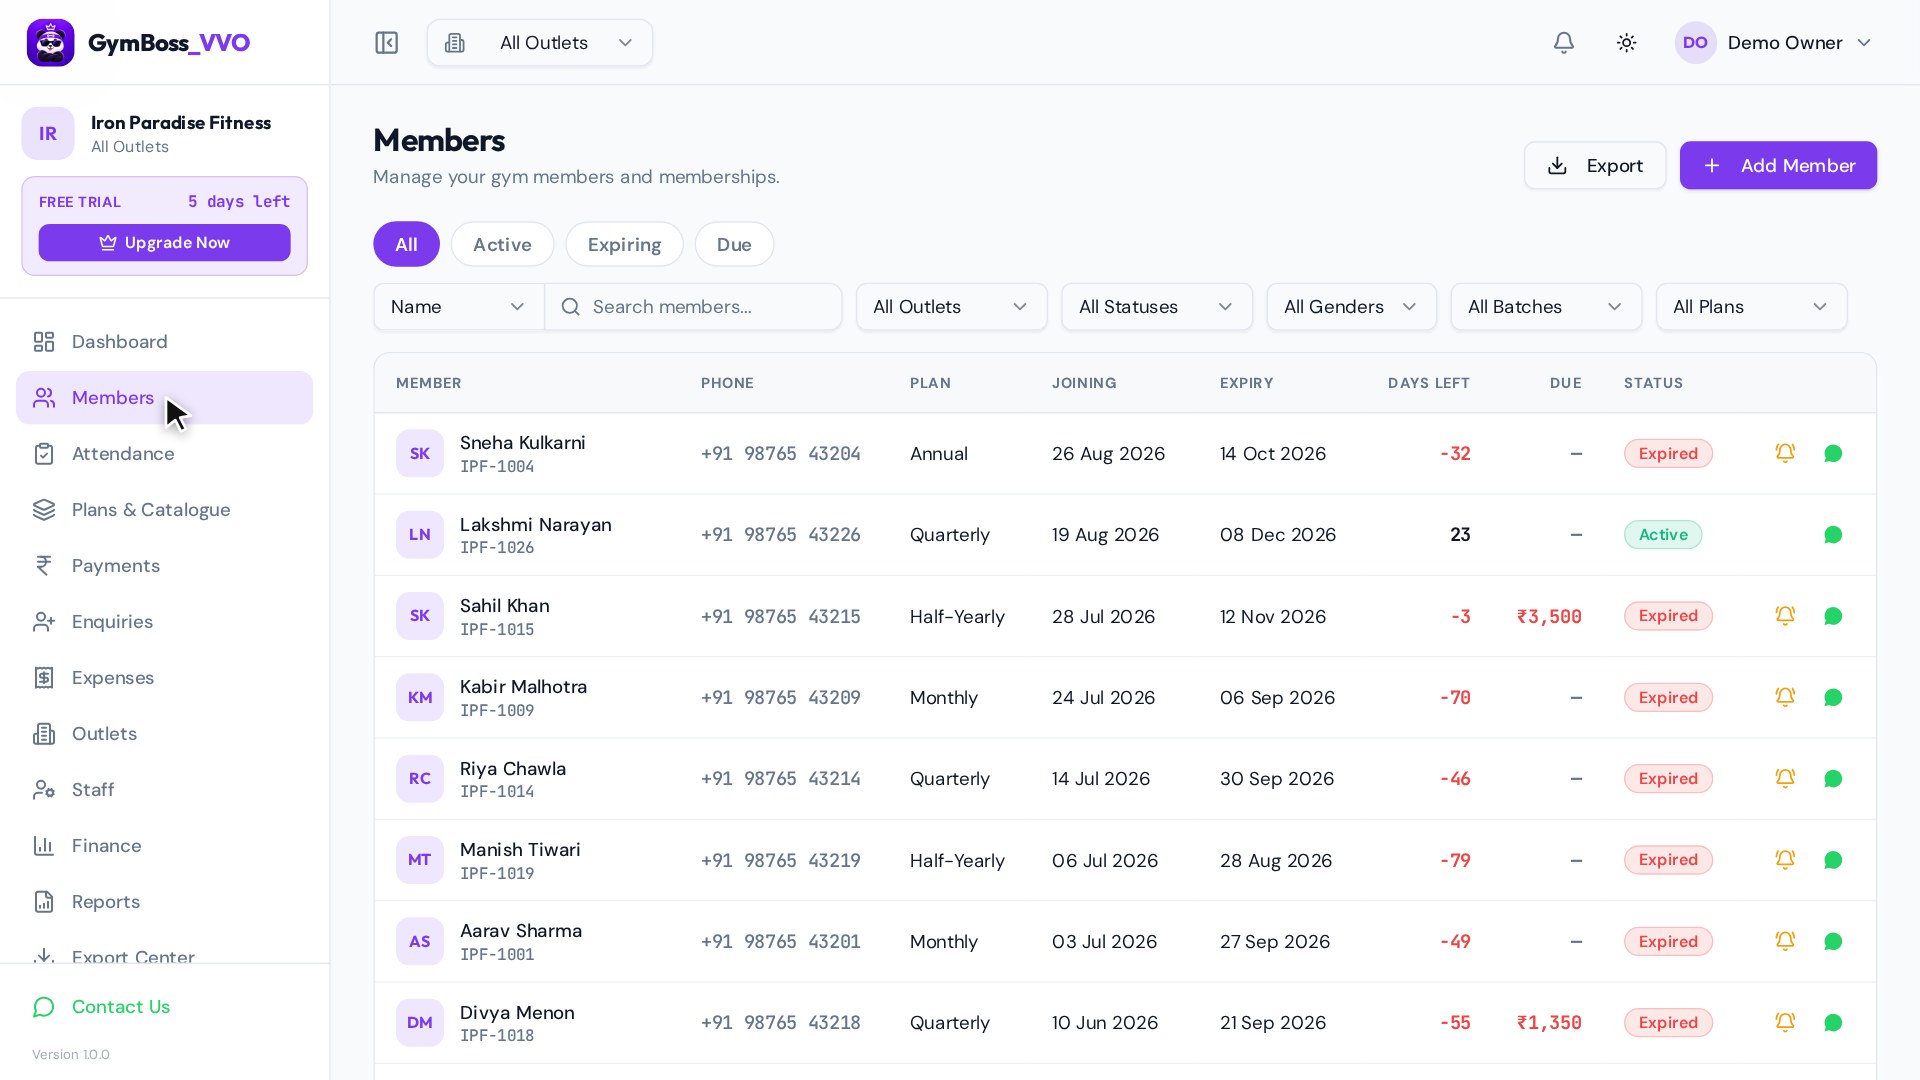 GymBoss_VVO
All Outlets
DO Demo Owner
IR Iron Paradise Fitness
All Outlets
FREE TRIAL 5 days left
Upgrade Now
Dashboard
Members
Attendance
Plans & Catalogue
Payments
Enquiries
Expenses
Outlets
Staff
Finance
Reports
Export Center
Contact Us
Version 1.0.0
Members
Manage your gym members and memberships.
Export
Add Member
All Active Expiring Due
Name Search members... All Outlets All Statuses All Genders All Batches All Plans
MEMBER PHONE PLAN JOINING EXPIRY DAYS LEFT DUE STATUS
SK Sneha Kulkarni +91 98765 43204 Annual 26 Aug 2026 14 Oct 2026 -32 — Expired
IPF-1004
LN Lakshmi Narayan +91 98765 43226 Quarterly 19 Aug 2026 08 Dec 2026 23 — Active
IPF-1026
SK Sahil Khan +91 98765 43215 Half-Yearly 28 Jul 2026 12 Nov 2026 -3 ₹3,500 Expired
IPF-1015
KM Kabir Malhotra +91 98765 43209 Monthly 24 Jul 2026 06 Sep 2026 -70 — Expired
IPF-1009
RC Riya Chawla +91 98765 43214 Quarterly 14 Jul 2026 30 Sep 2026 -46 — Expired
IPF-1014
MT Manish Tiwari +91 98765 43219 Half-Yearly 06 Jul 2026 28 Aug 2026 -79 — Expired
IPF-1019
AS Aarav Sharma +91 98765 43201 Monthly 03 Jul 2026 27 Sep 2026 -49 — Expired
IPF-1001
DM Divya Menon +91 98765 43218 Quarterly 10 Jun 2026 21 Sep 2026 -55 ₹1,350 Expired
IPF-1018